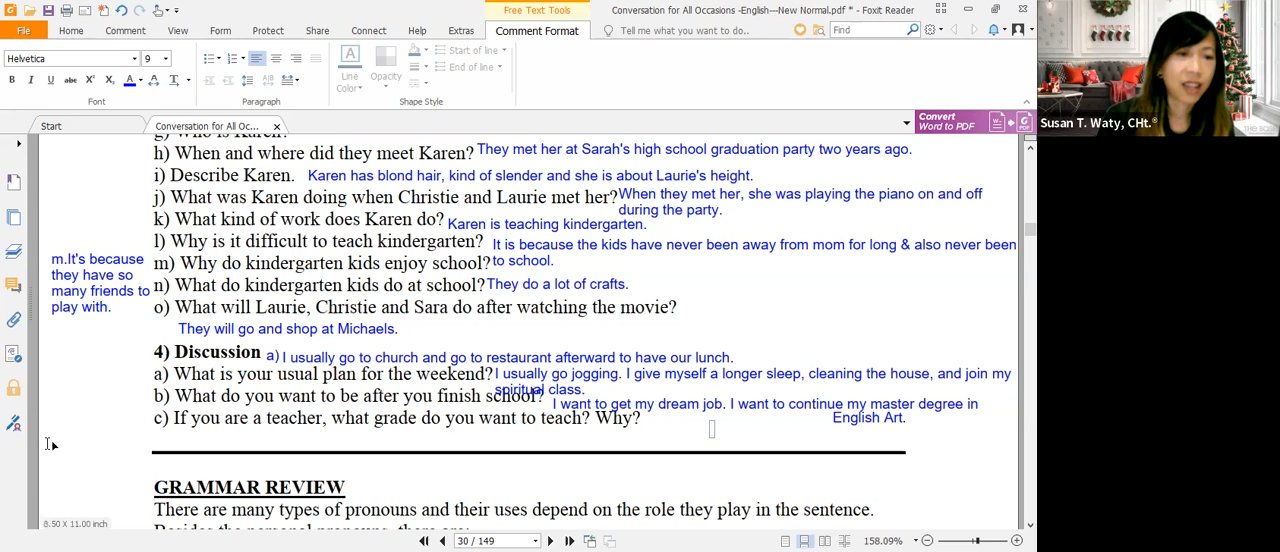 Free Text Tools
Conversation for All Occasions -English---New Normal.pdf * - Foxit Reader
File
Home
Comment
View
Form
Protect
Share
Connect
Help
Extras
Comment Format
Tell me what you want to do..
Find
Helvetica
9
Line Color
Opacity
Start of line
End of line
Font
Paragraph
Shape Style
Start
Conversation for All Oc...
Convert
Word to PDF
Susan T. Waty, CHt.®
h) When and where did they meet Karen? They met her at Sarah's high school graduation party two years ago.
i) Describe Karen. Karen has blond hair, kind of slender and she is about Laurie's height.
j) What was Karen doing when Christie and Laurie met her? When they met her, she was playing the piano on and off
during the party.
k) What kind of work does Karen do? Karen is teaching kindergarten.
l) Why is it difficult to teach kindergarten? It is because the kids have never been away from mom for long & also never been
to school.
m) Why do kindergarten kids enjoy school?
m.It's because
they have so
many friends to
play with.
n) What do kindergarten kids do at school? They do a lot of crafts.
o) What will Laurie, Christie and Sara do after watching the movie?
They will go and shop at Michaels.
4) Discussion a) I usually go to church and go to restaurant afterward to have our lunch.
a) What is your usual plan for the weekend? I usually go jogging. I give myself a longer sleep, cleaning the house, and join my
spiritual class.
b) What do you want to be after you finish school? I want to get my dream job. I want to continue my master degree in
English Art.
c) If you are a teacher, what grade do you want to teach? Why?
GRAMMAR REVIEW
There are many types of pronouns and their uses depend on the role they play in the sentence.
8.50 X 11.00 inch
30 / 149
158.09%